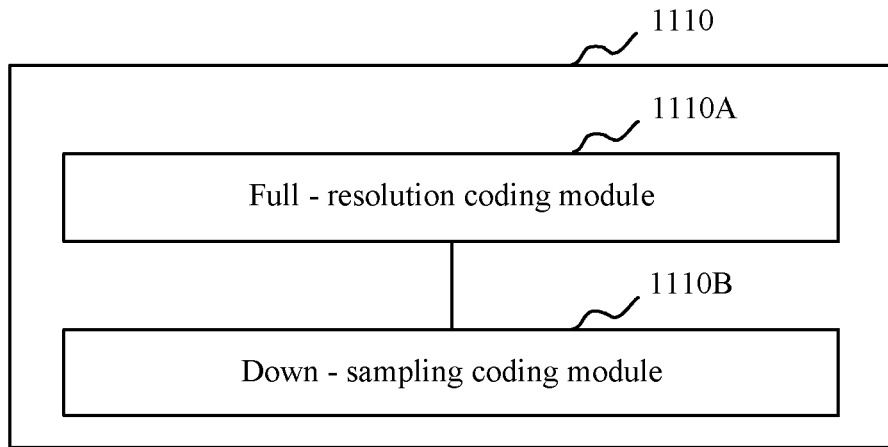 1110
1110A
Full - resolution coding module
1110B
Down - sampling coding module